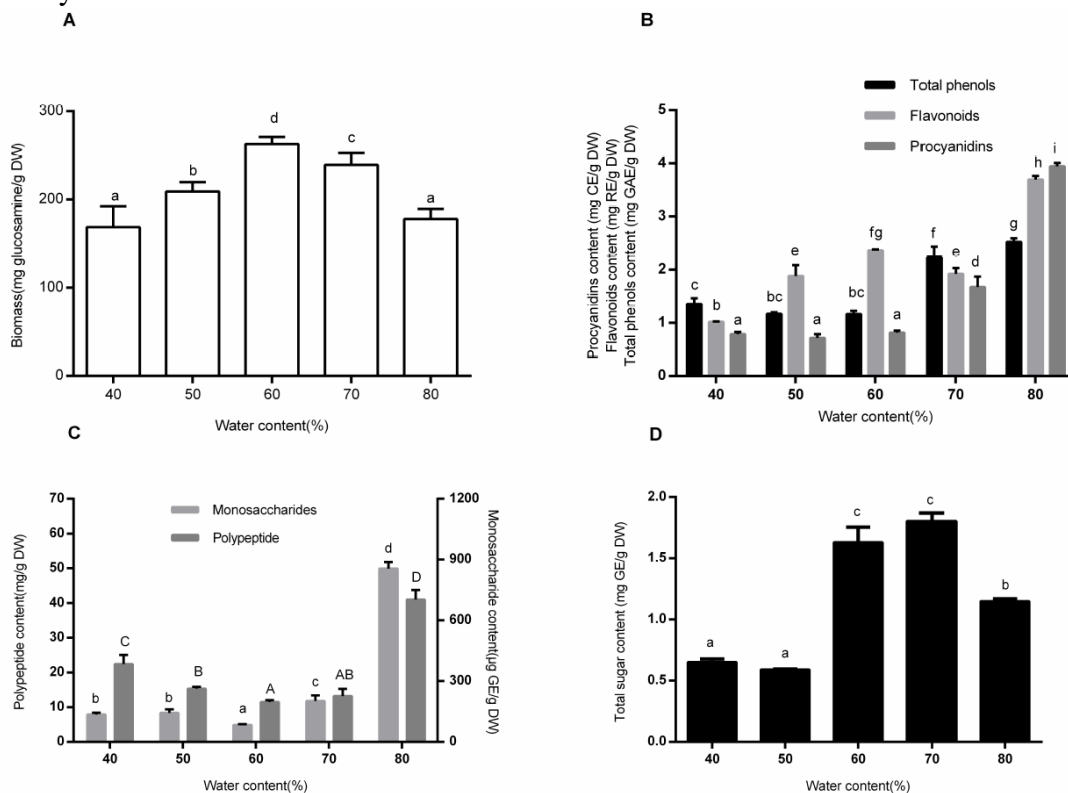 A
Biomass(mg glucosamine/g DW)
300
200
100
0
a
b
d
c
a
40 50 60 70 80
Water content(%)
B
Total phenols
Flavonoids
Procyanidins
Procyanidins content (mg CE/g DW)
Flavonoids content (mg RE/g DW)
Total phenols content (mg GAE/g DW)
5
4
3
2
1
0
c b a
bc e a
bc fg a
f e d
g h i
40 50 60 70 80
Water content(%)
C
Monosaccharides
Polypeptide
Polypeptide content(mg/g DW)
70
60
50
40
30
20
10
0
b C
b B
a A
c AB
d D
1200
900
600
300
0
Monosaccharide content(μg GE/g DW)
40 50 60 70 80
Water content(%)
D
Total sugar content (mg GE/g DW)
2.0
1.5
1.0
0.5
0.0
a
a
c
c
b
40 50 60 70 80
Water content(%)